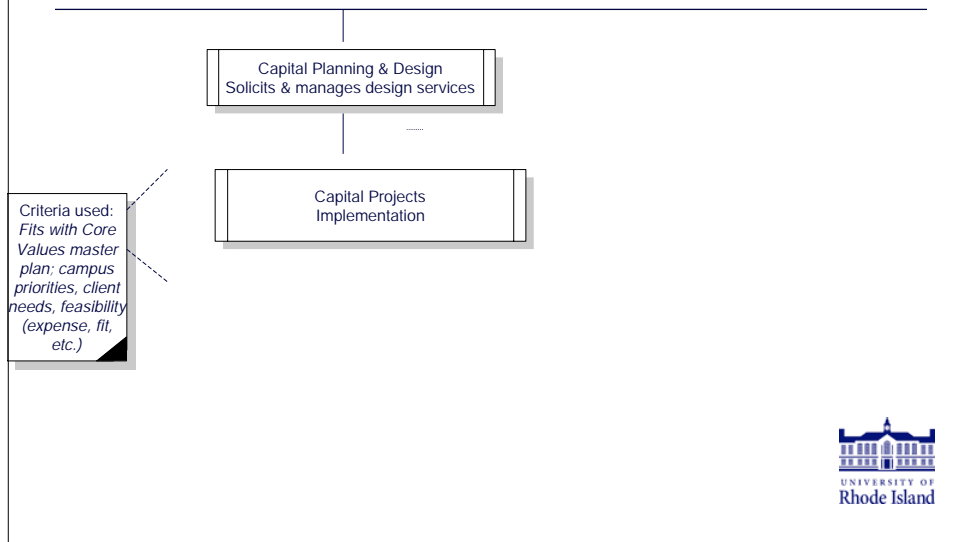 Capital Planning & Design
Solicits & manages design services
Capital Projects
Implementation
Criteria used:
Fits with Core
Values master
plan; campus
priorities, client
needs, feasibility
(expense, fit,
etc.)
UNIVERSITY OF
Rhode Island